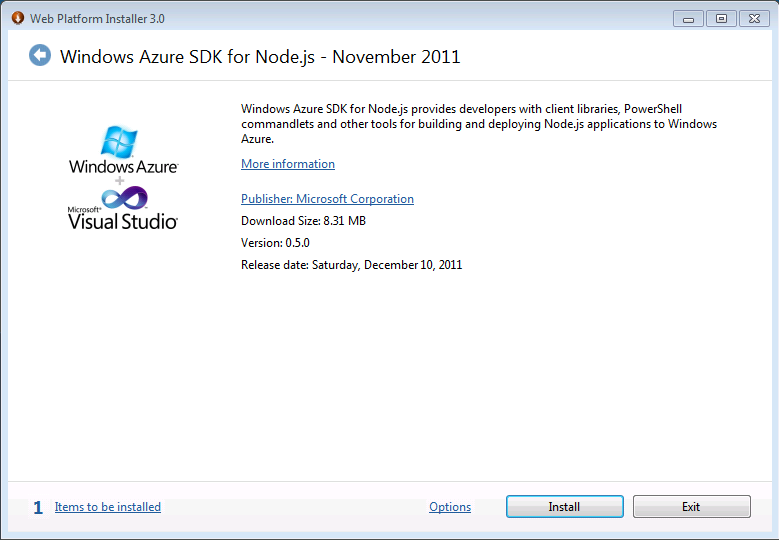 Web Platform Installer 3.0
Windows Azure SDK for Node.js - November 2011
Windows Azure SDK for Node.js provides developers with client libraries, PowerShell
commandlets and other tools for building and deploying Node.js applications to Windows
Azure.
More information
Windows Azure
+
Microsoft
Visual Studio
Publisher: Microsoft Corporation
Download Size: 8.31 MB
Version: 0.5.0
Release date: Saturday, December 10, 2011
1 Items to be installed
Options
Install
Exit